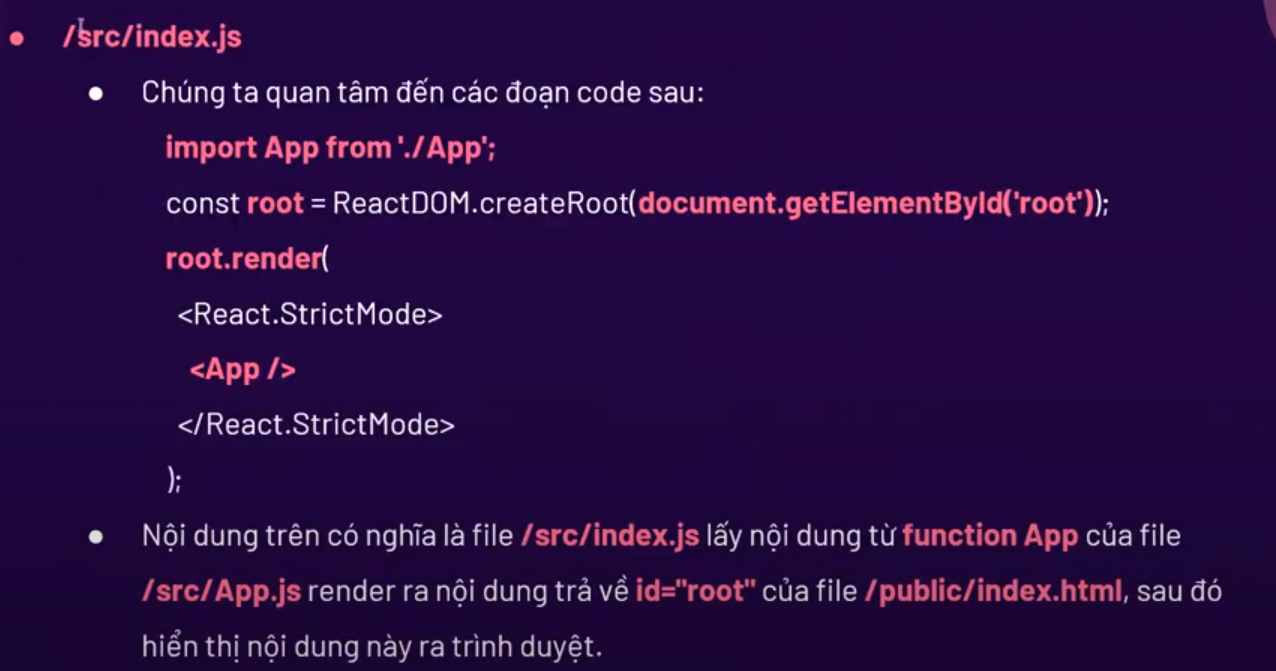 /src/index.js
Chúng ta quan tâm đến các đoạn code sau:
import App from './App';
const root = ReactDOM.createRoot(document.getElementById('root'));
root.render(
<React.StrictMode>
<App />
</React.StrictMode>
);
Nội dung trên có nghĩa là file /src/index.js lấy nội dung từ function App của file
/src/App.js render ra nội dung trả về id="root" của file /public/index.html, sau đó
hiển thị nội dung này ra trình duyệt.